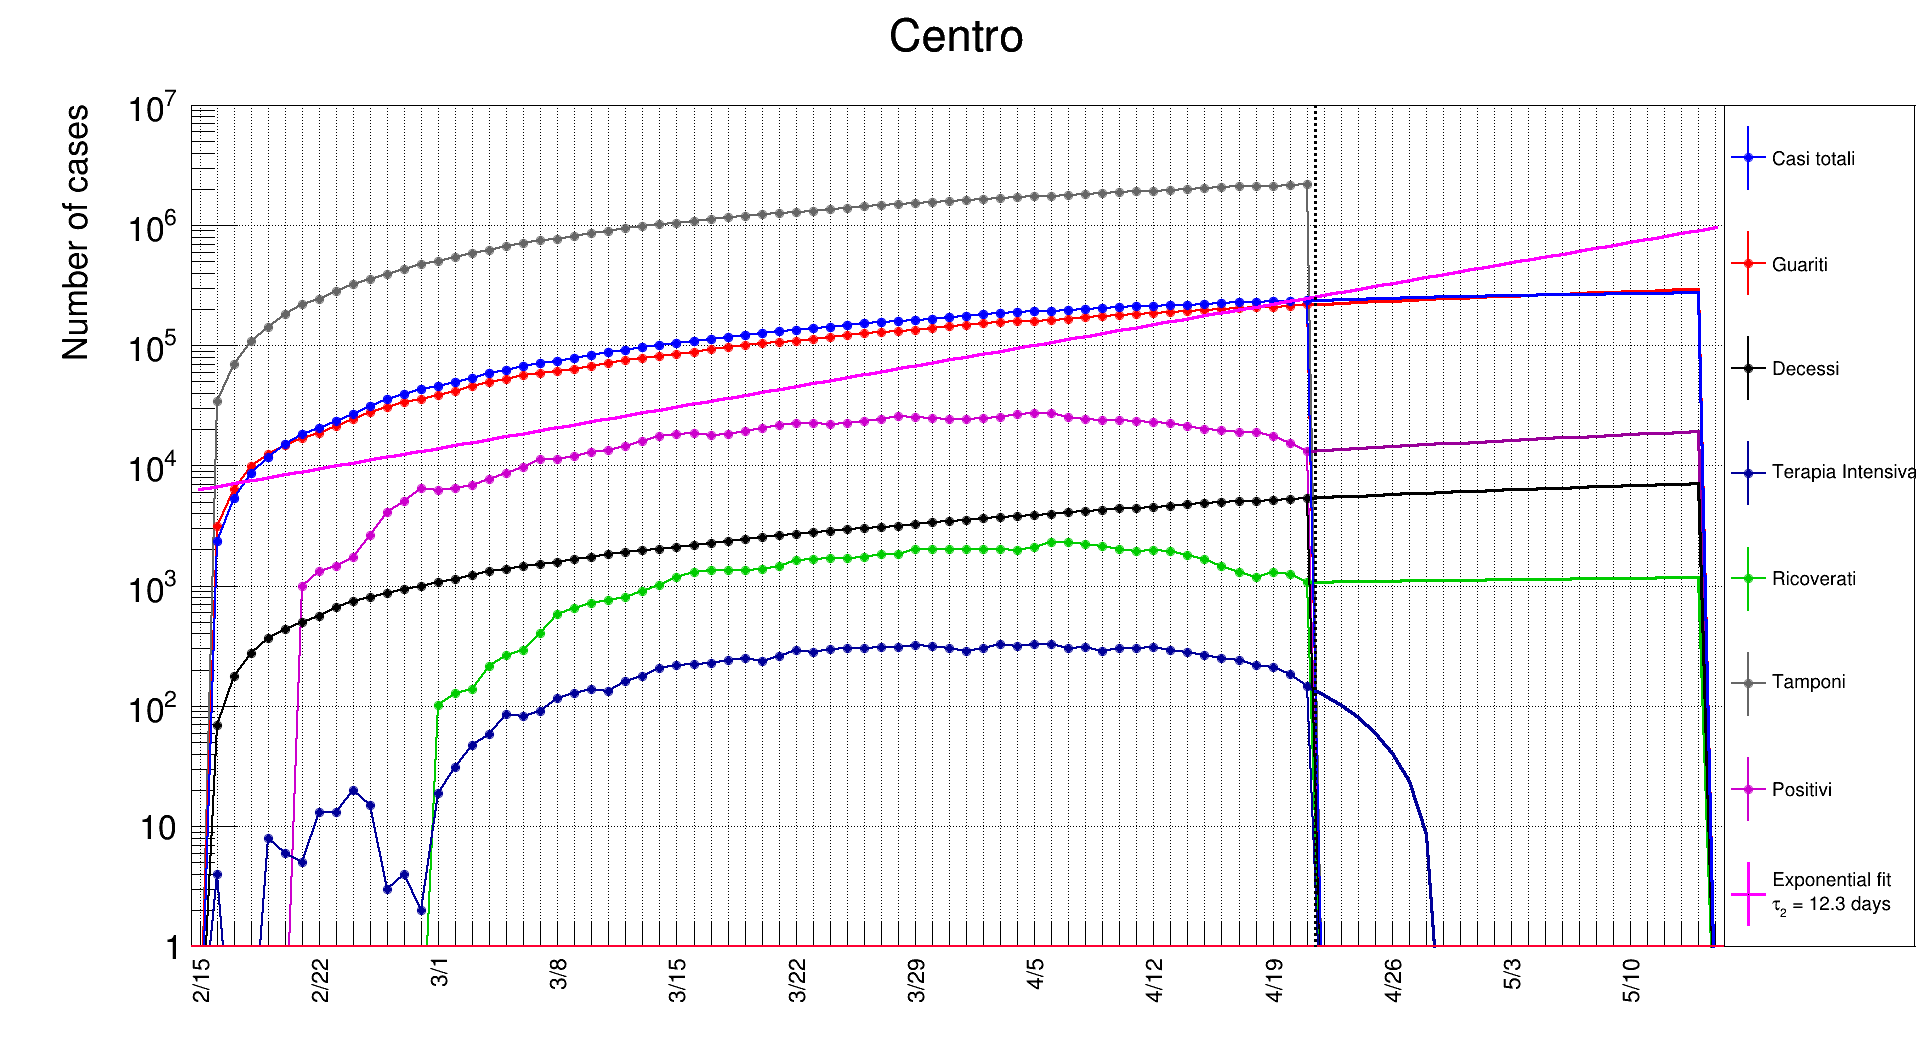 Centro
Number of cases
10^7
10^6
10^5
10^4
10^3
10^2
10
1
2/15
2/22
3/1
3/8
3/15
3/22
3/29
4/5
4/12
4/19
4/26
5/3
5/10
Casi totali
Guariti
Decessi
Terapia Intensiva
Ricoverati
Tamponi
Positivi
Exponential fit
τ₂ = 12.3 days